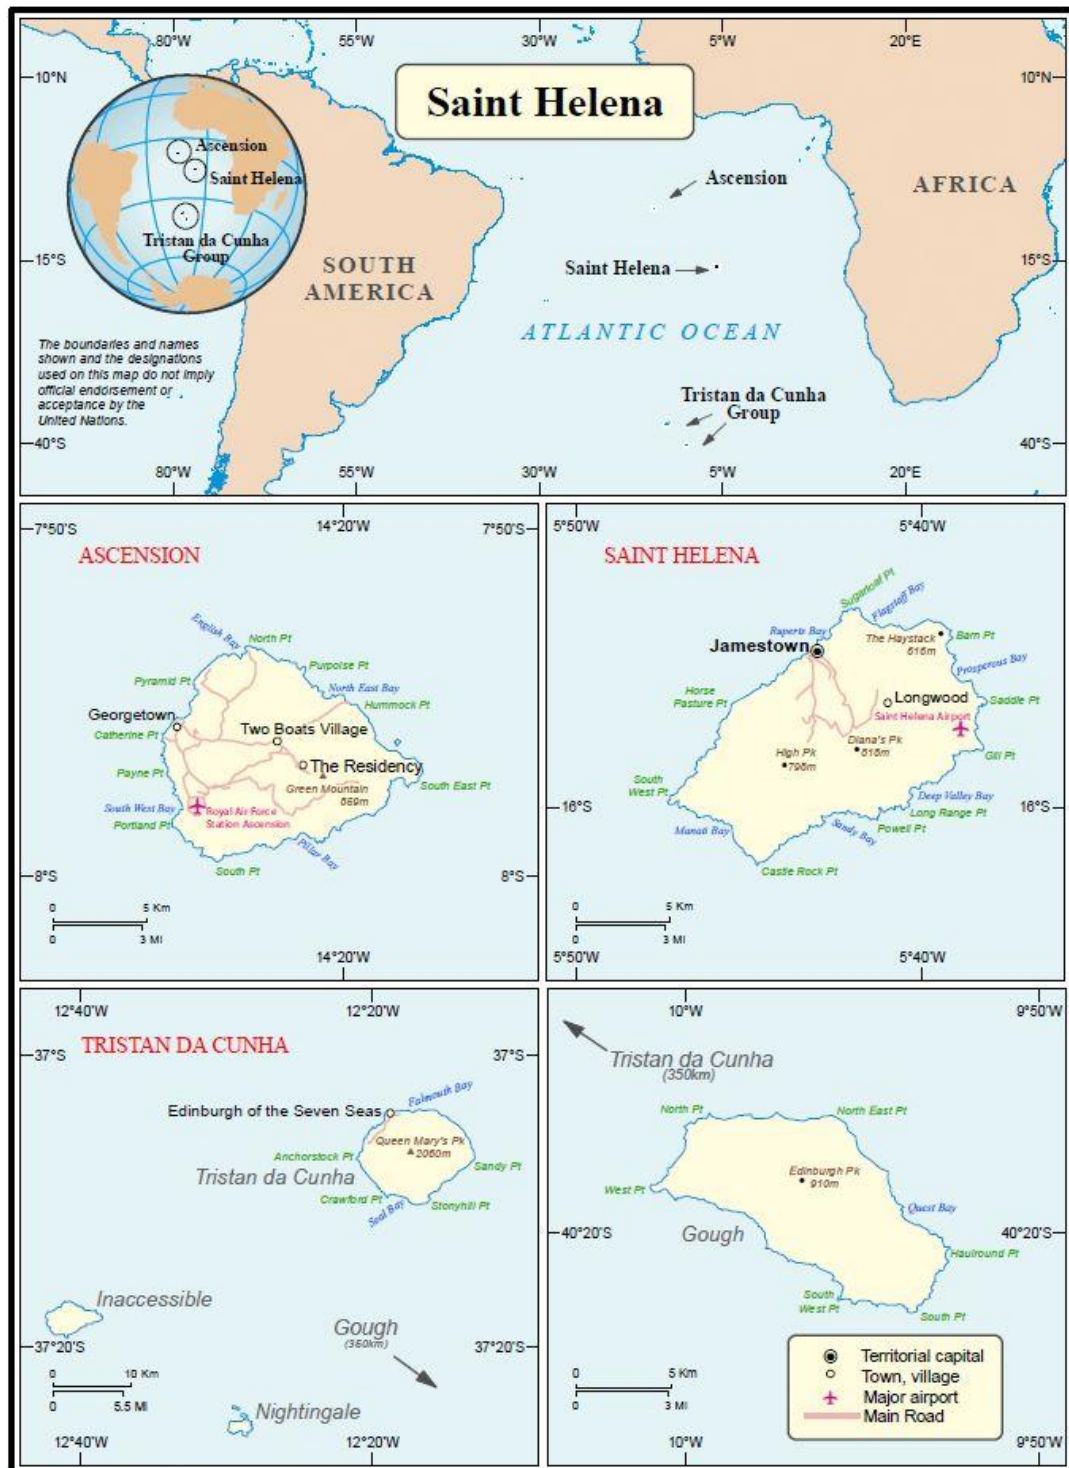 80°W 55°W 30°W 5°W 20°E
10°N 10°N
Saint Helena
Ascension
Saint Helena
Tristan da Cunha
Group
Ascension
AFRICA
SOUTH
AMERICA
Saint Helena
15°S 15°S
ATLANTIC OCEAN
The boundaries and names
shown and the designations
used on this map do not imply
official endorsement or
acceptance by the
United Nations.
Tristan da Cunha
Group
40°S 40°S
80°W 55°W 30°W 5°W 20°E
14°20'W
7°50'S 7°50'S
ASCENSION
English Bay
North Pt
Purpoise Pt
Pyramid Pt
North East Bay
Hummock Pt
Georgetown
Catherine Pt
Two Boats Village
Payne Pt
The Residency
Green Mountain
859m
South East Pt
South West Bay
Portland Pt
Royal Air Force
Station Ascension
Pillar Bay
South Pt
8°S 8°S
0 5 Km
0 3 Mi
14°20'W
5°50'W 5°40'W
SAINT HELENA
Sugarloaf Pt
Flagstaff Bay
Ruperts Bay
The Haystack
616m
Barn Pt
Jamestown
Prosperous Bay
Horse
Pasture Pt
Longwood
Saddle Pt
Saint Helena Airport
Diana's Pk
818m
High Pk
798m
Gill Pt
South
West Pt
Deep Valley Bay
16°S 16°S
Long Range Pt
Powell Pt
Sandy Bay
Manati Bay
Castle Rock Pt
0 5 Km
0 3 Mi
5°50'W 5°40'W
12°40'W 12°20'W
37°S 37°S
TRISTAN DA CUNHA
Falmouth Bay
Edinburgh of the Seven Seas
Queen Mary's Pk
2060m
Anchorstock Pt
Sandy Pt
Tristan da Cunha
Crawford Pt
Seal Bay
Stonyhill Pt
Inaccessible
Gough
(350km)
37°20'S 37°20'S
0 10 Km
0 5.5 Mi
Nightingale
12°40'W 12°20'W
10°W 9°50'W
Tristan da Cunha
(350km)
North Pt
North East Pt
Edinburgh Pk
910m
West Pt
Quest Bay
Gough
40°20'S 40°20'S
Haulround Pt
South
West Pt
South Pt
0 5 Km
0 3 Mi
Territorial capital
Town, village
Major airport
Main Road
10°W 9°50'W